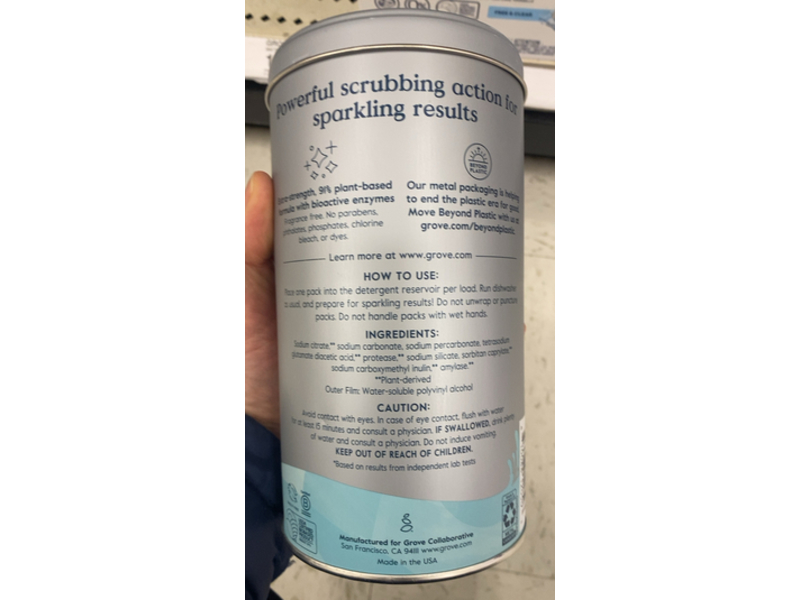 Powerful scrubbing action for
sparkling results
BEYOND
PLASTIC
-strength, 91% plant-based
formula with bioactive enzymes
Fragrance free. No parabens,
phthalates, phosphates, chlorine
bleach, or dyes.
Our metal packaging is helping
to end the plastic era for good.
Move Beyond Plastic with us at
grove.com/beyondplastic
Learn more at www.grove.com
HOW TO USE:
Place one pack into the detergent reservoir per load. Run dishwasher
as usual, and prepare for sparkling results! Do not unwrap or puncture
packs. Do not handle packs with wet hands.
INGREDIENTS:
Sodium citrate,** sodium carbonate, sodium percarbonate, tetrasodium
glutamate diacetic acid,** protease,** sodium silicate, sorbitan caprylate,**
sodium carboxymethyl inulin,** amylase.**
**Plant-derived
Outer Film: Water-soluble polyvinyl alcohol
CAUTION:
Avoid contact with eyes. In case of eye contact, flush with water
for at least 15 minutes and consult a physician. IF SWALLOWED, drink plenty
of water and consult a physician. Do not induce vomiting.
KEEP OUT OF REACH OF CHILDREN.
*Based on results from independent lab tests
Manufactured for Grove Collaborative
San Francisco, CA 94111 www.grove.com
Made in the USA